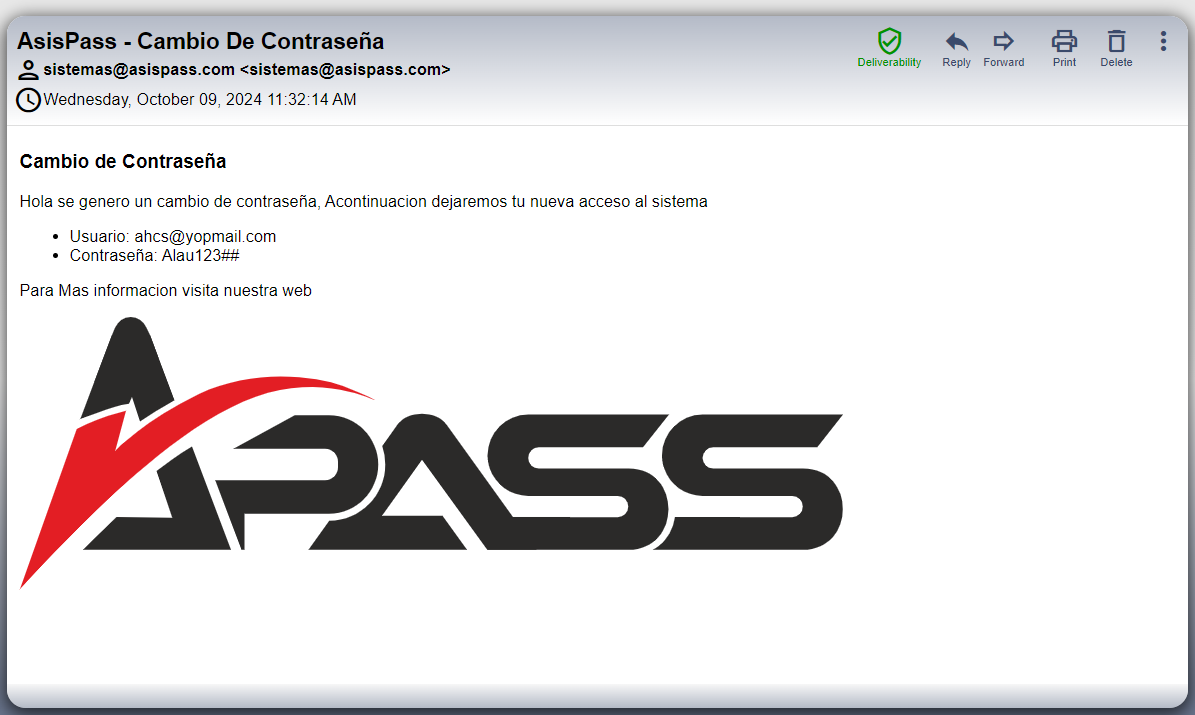 AsisPass - Cambio De Contraseña
Deliverability
Reply
Forward
Print
Delete
sistemas@asispass.com <sistemas@asispass.com>
Wednesday, October 09, 2024 11:32:14 AM
Cambio de Contraseña
Hola se genero un cambio de contraseña, Acontinuacion dejaremos tu nueva acceso al sistema
• Usuario: ahcs@yopmail.com
• Contraseña: Alau123##
Para Mas informacion visita nuestra web
APASS